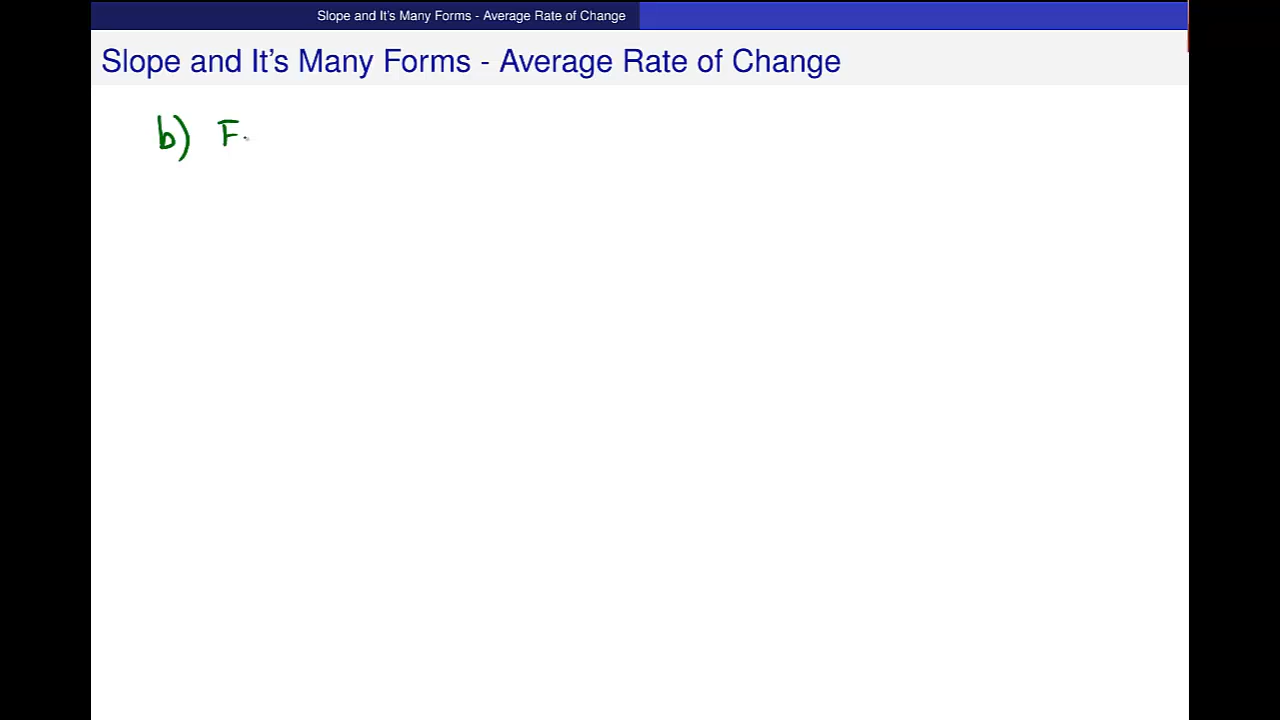 Slope and It's Many Forms - Average Rate of Change
Slope and It's Many Forms - Average Rate of Change
b) F